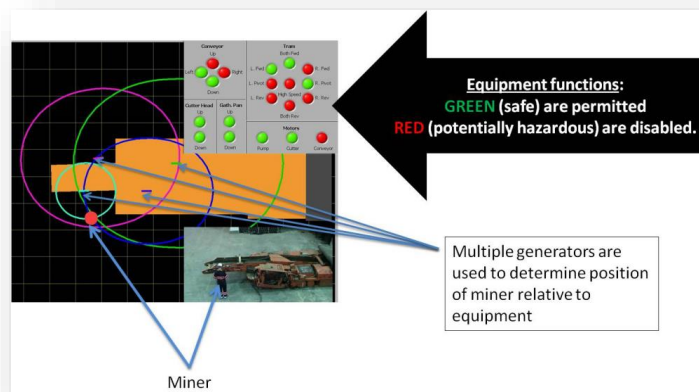 Conveyor
Up
Left
Right
Down
Tram
Both Fwd
L. Fwd
R. Fwd
L. Pivot
R. Pivot
High Speed
L. Rev
R. Rev
Both Rev
Cutter Head
Gath. Pan
Up
Up
Down
Down
Motors
Pump
Cutter
Conveyor
Equipment functions:
GREEN (safe) are permitted
RED (potentially hazardous) are disabled.
Multiple generators are
used to determine position
of miner relative to
equipment
Miner